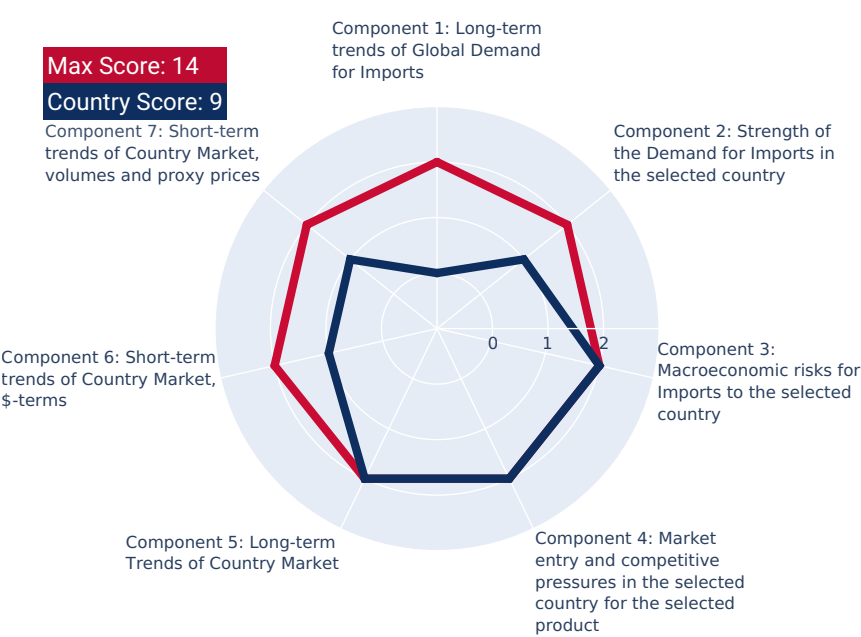 Component 1: Long-term
trends of Global Demand
for Imports
Max Score: 14
Country Score: 9
Component 7: Short-term
trends of Country Market,
volumes and proxy prices
Component 2: Strength of
the Demand for Imports in
the selected country
0
1
2
Component 6: Short-term
trends of Country Market,
$-terms
Component 3:
Macroeconomic risks for
Imports to the selected
country
Component 5: Long-term
Trends of Country Market
Component 4: Market
entry and competitive
pressures in the selected
country for the selected
product